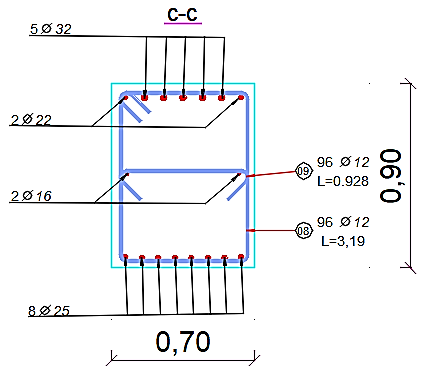 C-C
5 Ø 32
2 Ø 22
09 96 Ø 12
L=0.928
2 Ø 16
08 96 Ø 12
L=3,19
0,90
8 Ø 25
0,70